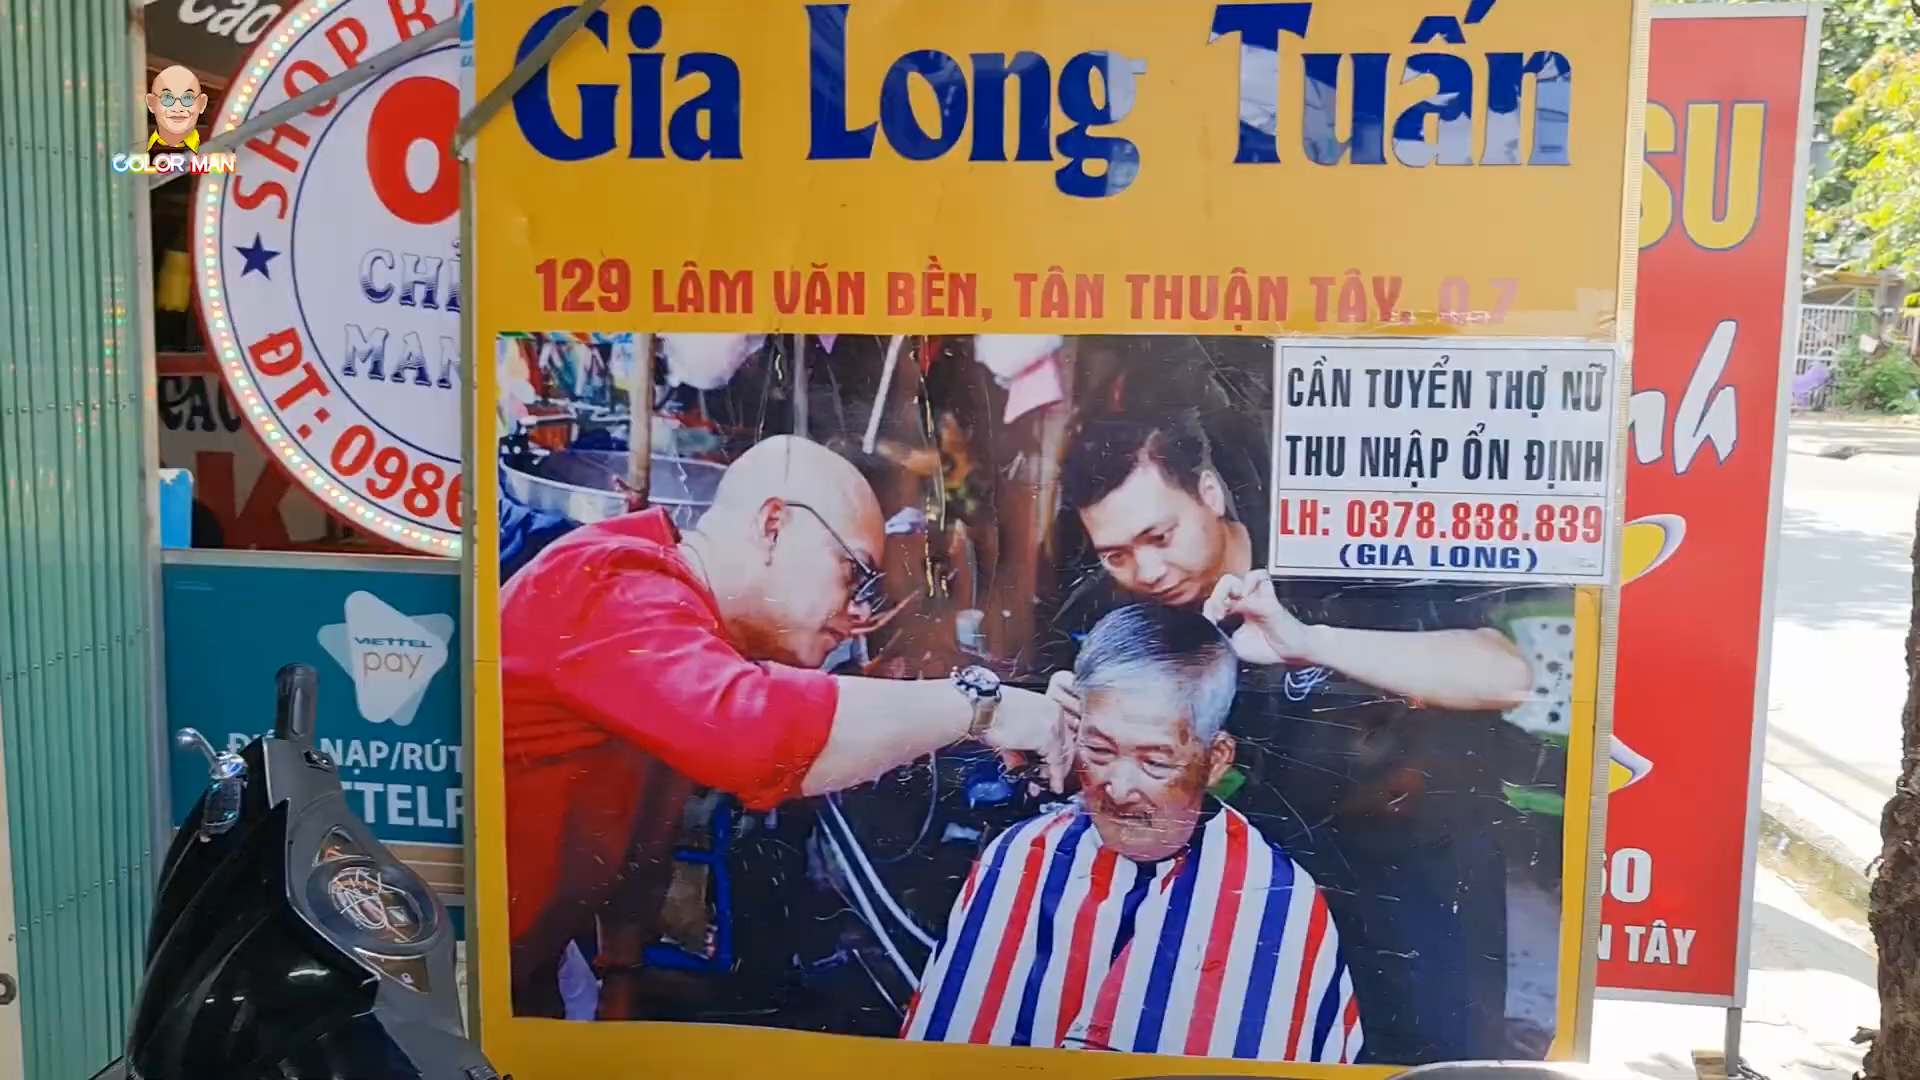 Gia Long Tuấn
129 LÂM VĂN BỀN, TÂN THUẬN TÂY, Q.7
CẦN TUYỂN THỢ NỮ
THU NHẬP ỔN ĐỊNH
LH: 0378.838.839
(GIA LONG)
COLOR MAN
SHOP
ĐT: 0986
VIETTEL
pay
NẠP/RÚT
SU
TÂY